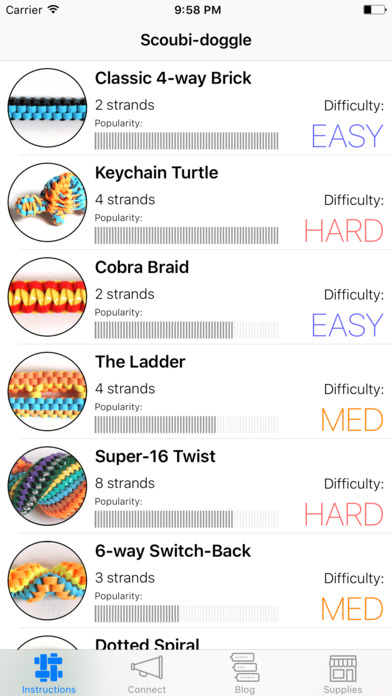 Carrier 9:58 PM
Scoubi-doggle
Classic 4-way Brick
2 strands Difficulty:
Popularity: EASY
Keychain Turtle
4 strands Difficulty:
Popularity: HARD
Cobra Braid
2 strands Difficulty:
Popularity: EASY
The Ladder
4 strands Difficulty:
Popularity: MED
Super-16 Twist
8 strands Difficulty:
Popularity: HARD
6-way Switch-Back
3 strands Difficulty:
Popularity: MED
Dotted Spiral
Instructions Connect Blog Supplies